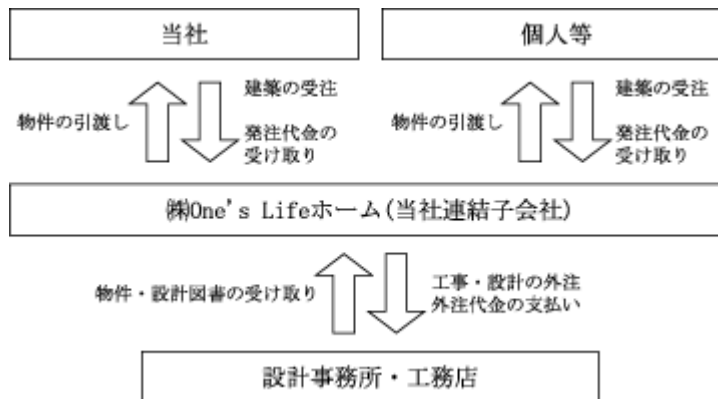 当社
個人等
物件の引渡し
建築の受注
発注代金の
受け取り
物件の引渡し
建築の受注
発注代金の
受け取り
㈱One's Lifeホーム(当社連結子会社)
物件・設計図書の受け取り
工事・設計の外注
外注代金の支払い
設計事務所・工務店